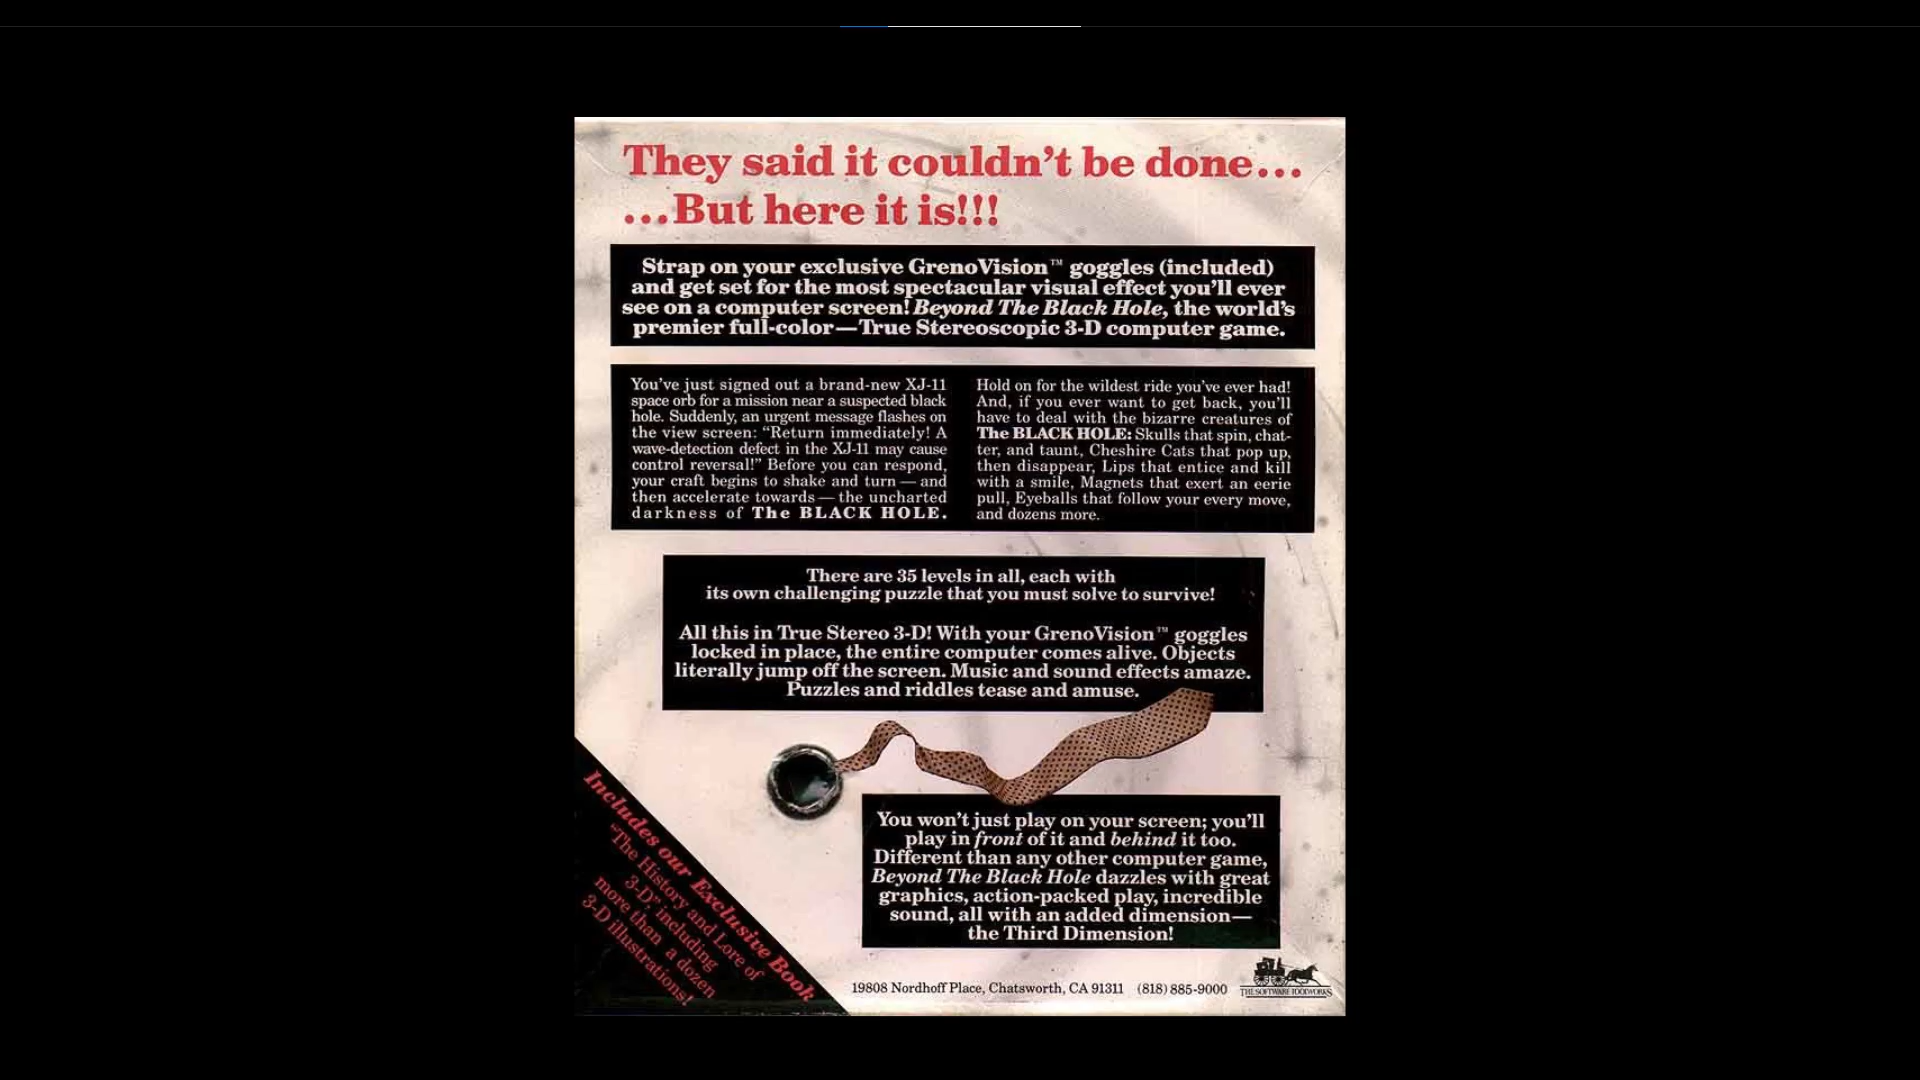 They said it couldn't be done...
...But here it is!!!
Strap on your exclusive GrenoVision™ goggles (included)
and get set for the most spectacular visual effect you'll ever
see on a computer screen! Beyond The Black Hole, the world's
premier full-color—True Stereoscopic 3-D computer game.
You've just signed out a brand-new XJ-11
space orb for a mission near a suspected black
hole. Suddenly, an urgent message flashes on
the view screen: "Return immediately! A
wave-detection defect in the XJ-11 may cause
control reversal!" Before you can respond,
your craft begins to shake and turn — and
then accelerate towards — the uncharted
darkness of The BLACK HOLE.
Hold on for the wildest ride you've ever had!
And, if you ever want to get back, you'll
have to deal with the bizarre creatures of
The BLACK HOLE: Skulls that spin, chat-
ter, and taunt, Cheshire Cats that pop up,
then disappear, Lips that entice and kill
with a smile, Magnets that exert an eerie
pull, Eyeballs that follow your every move,
and dozens more.
There are 35 levels in all, each with
its own challenging puzzle that you must solve to survive!
All this in True Stereo 3-D! With your GrenoVision™ goggles
locked in place, the entire computer comes alive. Objects
literally jump off the screen. Music and sound effects amaze.
Puzzles and riddles tease and amuse.
You won't just play on your screen; you'll
play in front of it and behind it too.
Different than any other computer game,
Beyond The Black Hole dazzles with great
graphics, action-packed play, incredible
sound, all with an added dimension—
the Third Dimension!
Includes our Exclusive Book
"The History and Lore of
3-D" including
more than a dozen
3-D illustrations!
19808 Nordhoff Place, Chatsworth, CA 91311 (818) 885-9000
THE SOFTWARE TOOLWORKS